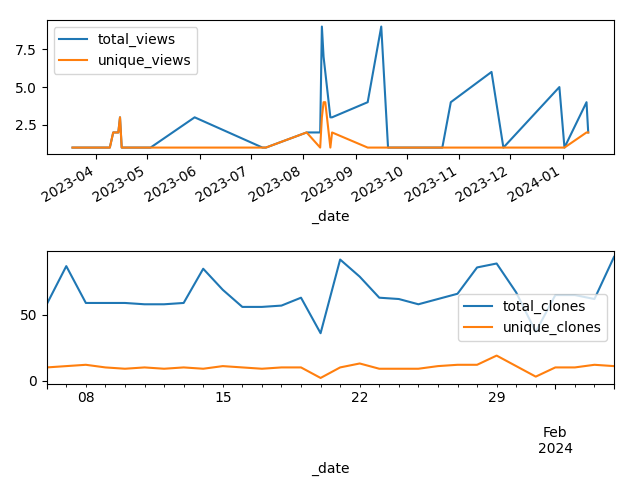 total_views
unique_views
7.5
5.0
2.5
2023-04
2023-05
2023-06
2023-07
2023-08
2023-09
2023-10
2023-11
2023-12
2024-01
_date
total_clones
unique_clones
50
0
08
15
22
29
Feb
2024
_date